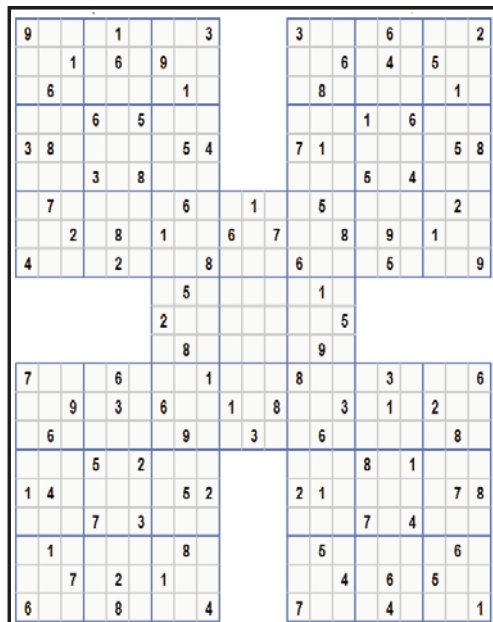 9 1 3 3 6 2
1 6 9 6 4 5
6 1 8 1
6 5 1 6
3 8 5 4 7 1 5 8
3 8 5 4
7 6 1 5 2
2 8 1 6 7 8 9 1
4 2 8 6 5 9
5 1
2 5
8 9
7 6 1 8 3 6
9 3 6 1 8 3 1 2
6 9 3 6 8
5 2 8 1
1 4 5 2 2 1 7 8
7 3 7 4
1 8 5 6
7 2 1 4 6 5
6 8 4 7 4 1